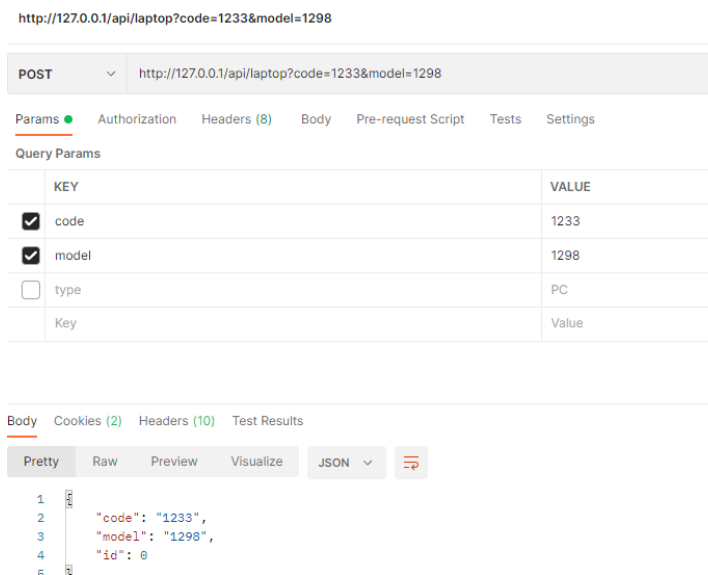 http://127.0.0.1/api/laptop?code=1233&model=1298
POST http://127.0.0.1/api/laptop?code=1233&model=1298
Params Authorization Headers (8) Body Pre-request Script Tests Settings
Query Params
KEY VALUE
code 1233
model 1298
type PC
Key Value
Body Cookies (2) Headers (10) Test Results
Pretty Raw Preview Visualize JSON
1 {
2 "code": "1233",
3 "model": "1298",
4 "id": 0
5 }